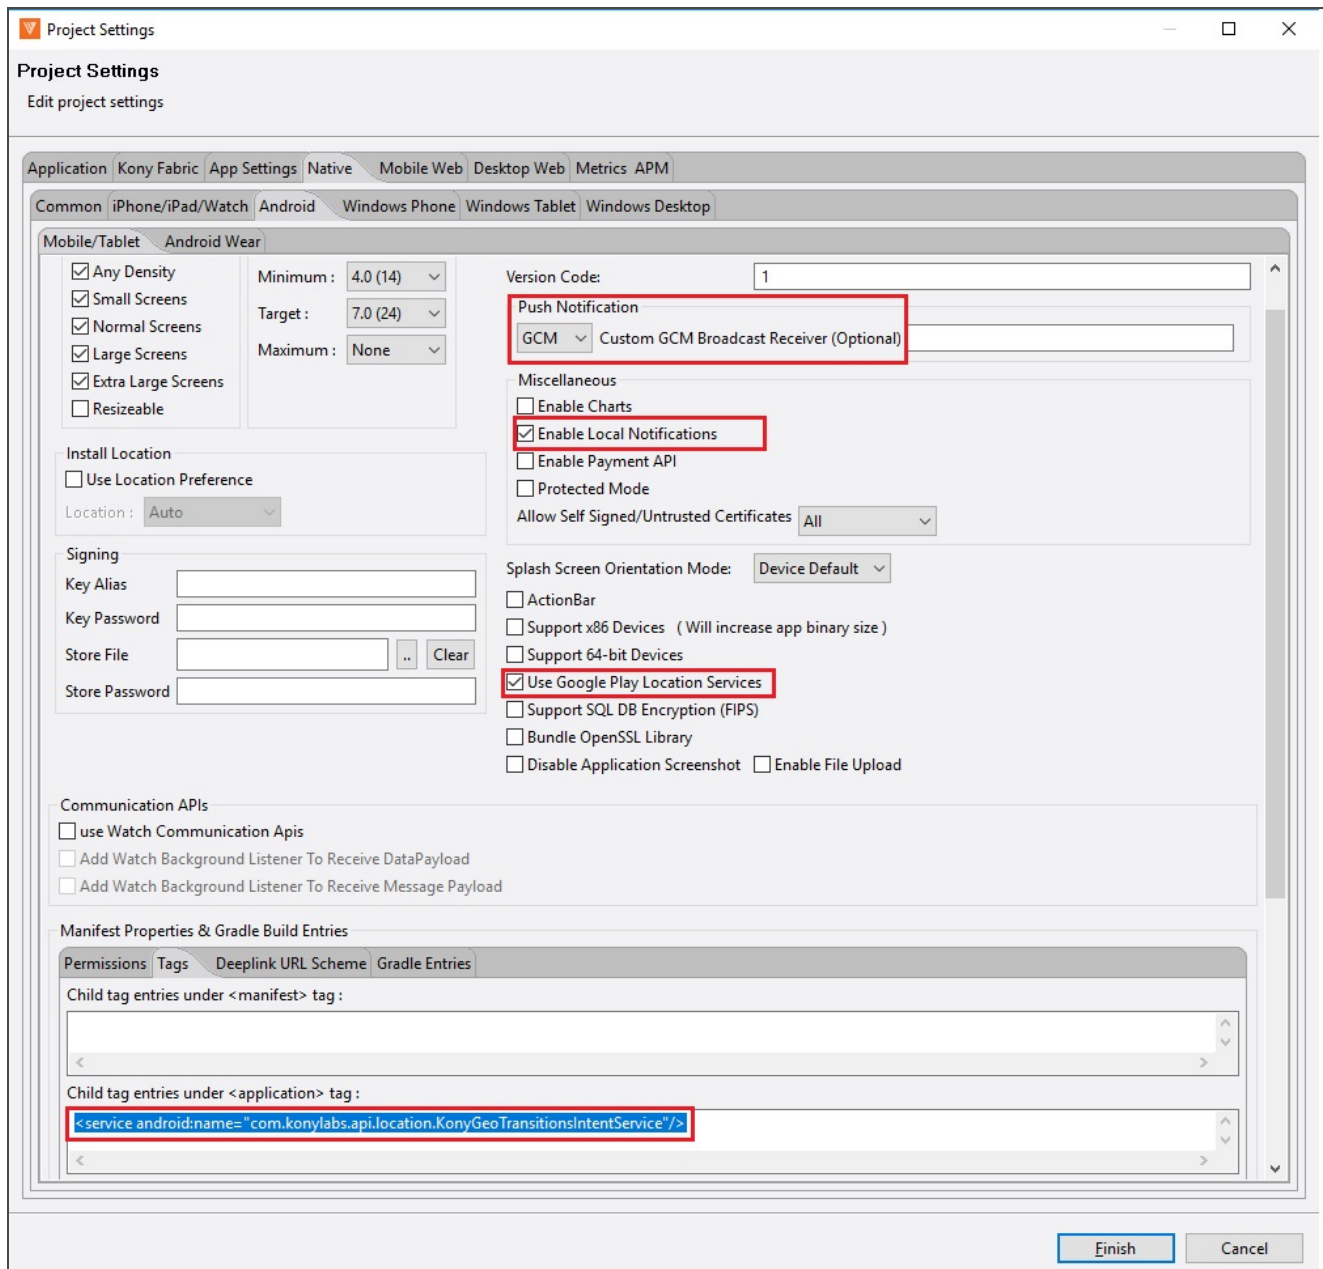 Project Settings
Project Settings
Edit project settings
Application Kony Fabric App Settings Native Mobile Web Desktop Web Metrics APM
Common iPhone/iPad/Watch Android Windows Phone Windows Tablet Windows Desktop
Mobile/Tablet Android Wear
Any Density
Small Screens
Normal Screens
Large Screens
Extra Large Screens
Resizeable
Minimum : 4.0 (14)
Target : 7.0 (24)
Maximum : None
Install Location
Use Location Preference
Location : Auto
Signing
Key Alias
Key Password
Store File .. Clear
Store Password
Version Code: 1
Push Notification
GCM Custom GCM Broadcast Receiver (Optional)
Miscellaneous
Enable Charts
Enable Local Notifications
Enable Payment API
Protected Mode
Allow Self Signed/Untrusted Certificates All
Splash Screen Orientation Mode: Device Default
ActionBar
Support x86 Devices ( Will increase app binary size )
Support 64-bit Devices
Use Google Play Location Services
Support SQL DB Encryption (FIPS)
Bundle OpenSSL Library
Disable Application Screenshot Enable File Upload
Communication APIs
use Watch Communication Apis
Add Watch Background Listener To Receive DataPayload
Add Watch Background Listener To Receive Message Payload
Manifest Properties & Gradle Build Entries
Permissions Tags Deeplink URL Scheme Gradle Entries
Child tag entries under <manifest> tag :
Child tag entries under <application> tag :
<service android:name="com.konylabs.api.location.KonyGeoTransitionsIntentService"/>
Finish Cancel